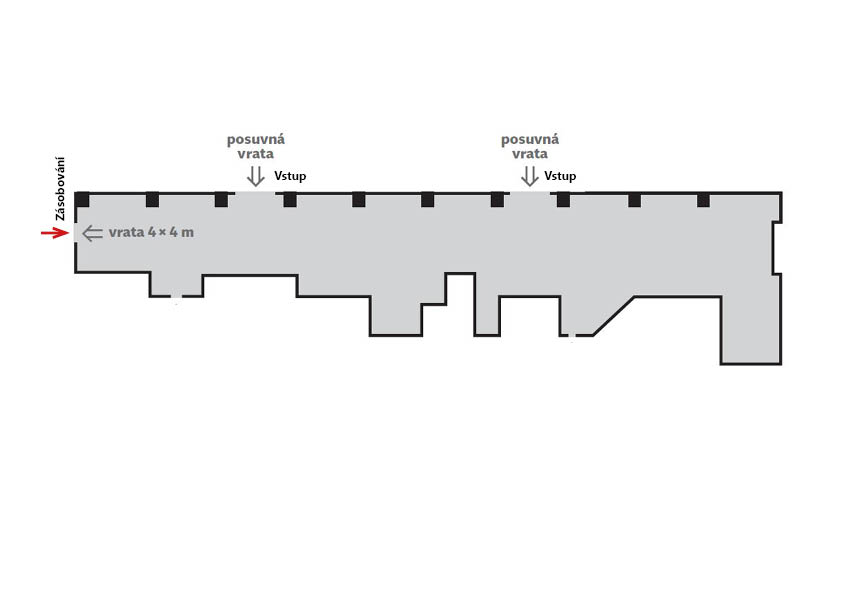 posuvná
vrata
Vstup
posuvná
vrata
Vstup
Zásobování
vrata 4 × 4 m